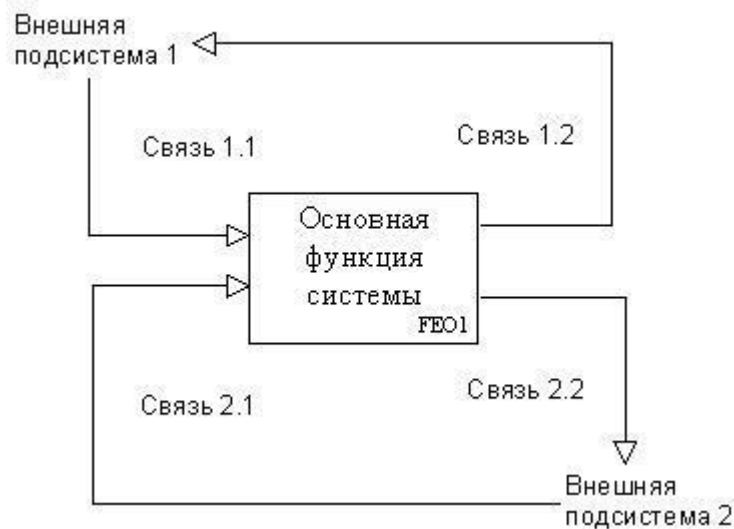 Внешняя
подсистема 1
Связь 1.1
Связь 1.2
Основная
функция
системы
FEO1
Связь 2.1
Связь 2.2
Внешняя
подсистема 2